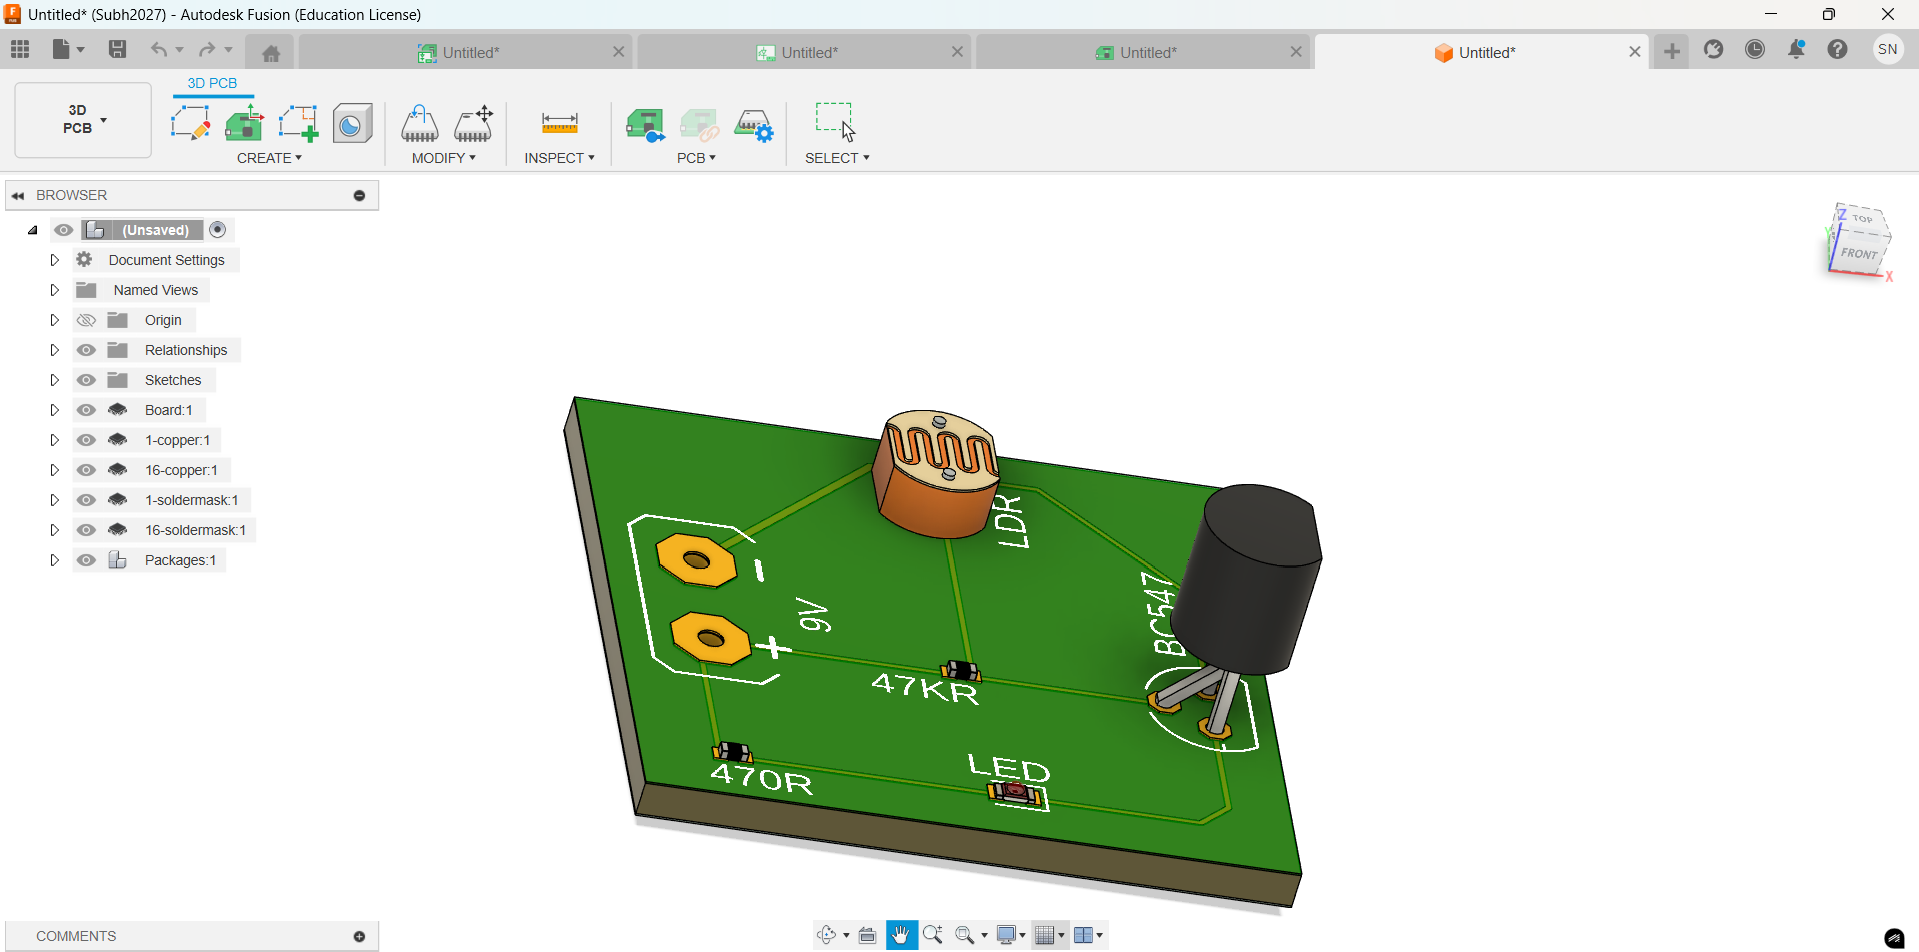 Untitled* (Subh2027) - Autodesk Fusion (Education License)
Untitled*
Untitled*
Untitled*
Untitled*
SN
3D PCB
3D
PCB
CREATE
MODIFY
INSPECT
PCB
SELECT
BROWSER
(Unsaved)
Document Settings
Named Views
Origin
Relationships
Sketches
Board:1
1-copper:1
16-copper:1
1-soldermask:1
16-soldermask:1
Packages:1
TOP
FRONT
Z
Y
X
LDR
BC547
-
9V
+
47KR
470R
LED
COMMENTS